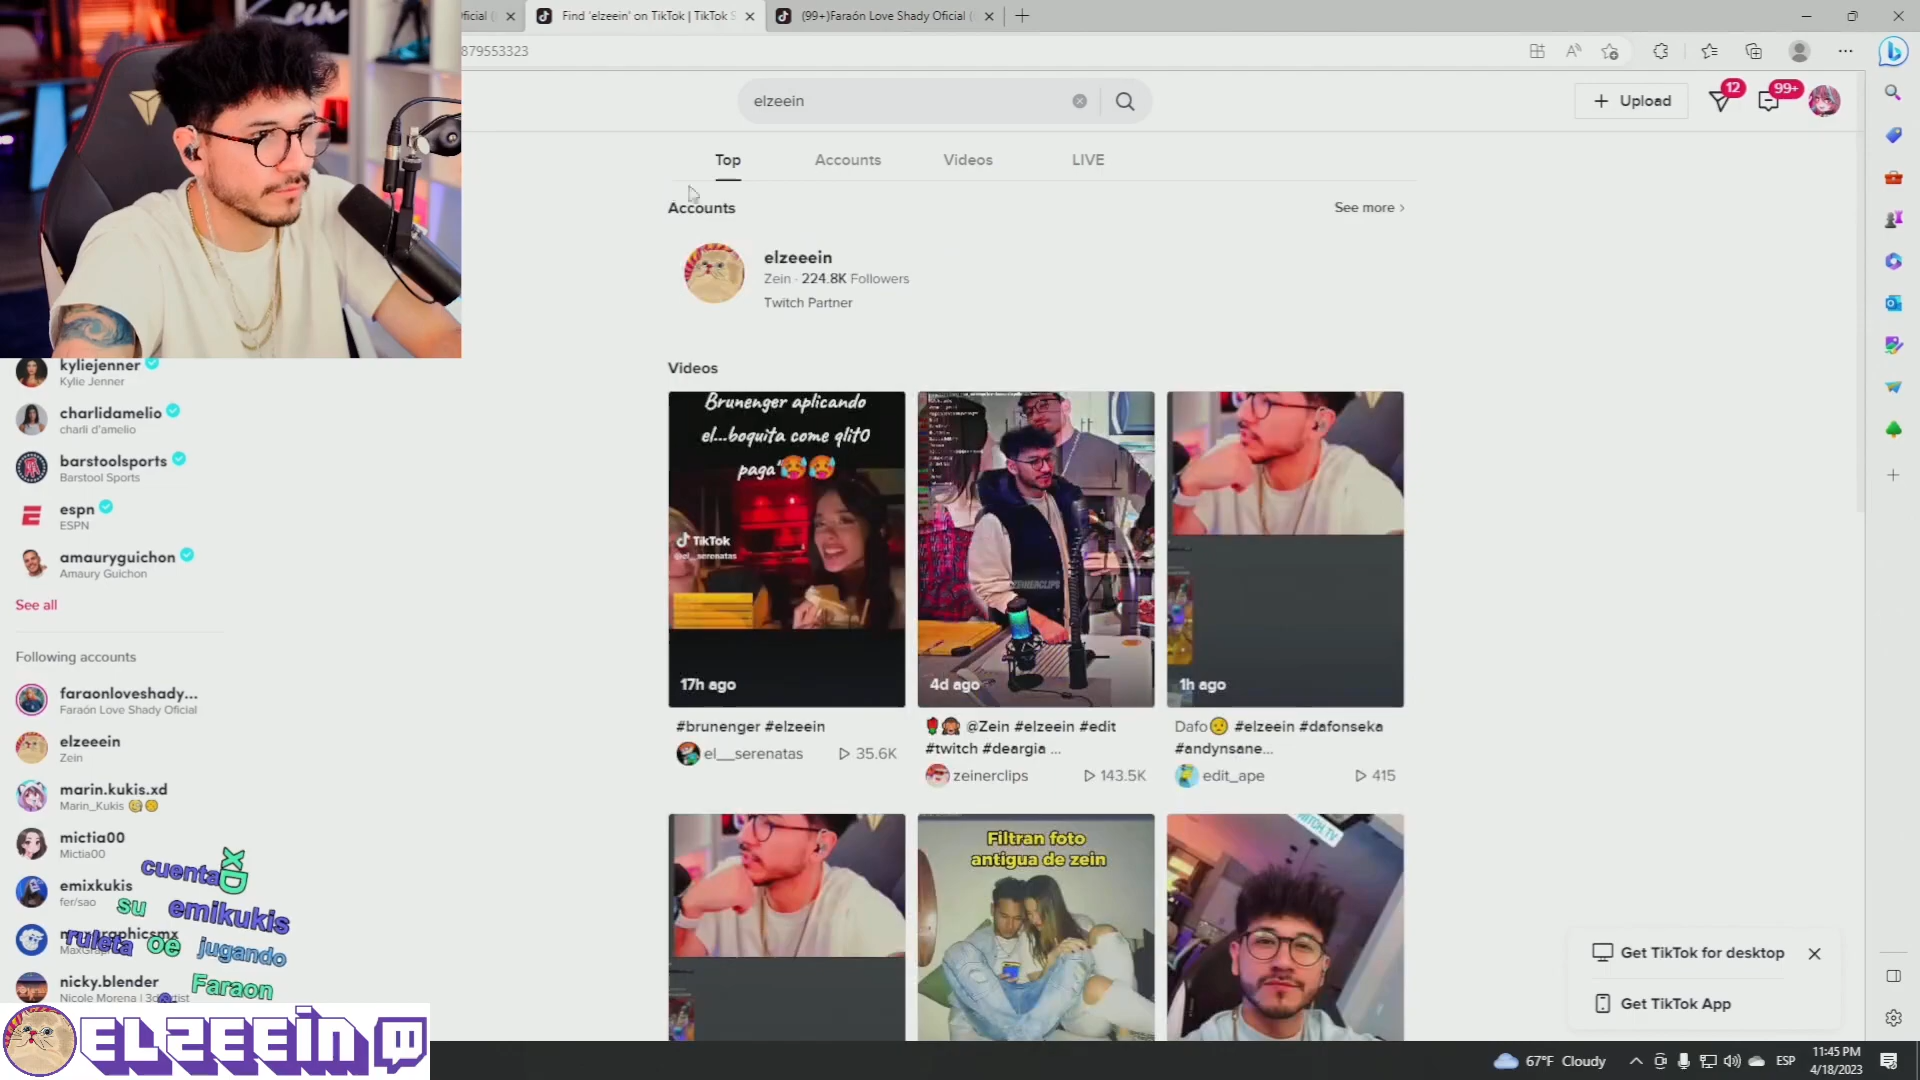 ficial (
Find 'elzeein' on TikTok | TikTok S
(99+)Faraón Love Shady Oficial (
879553323
elzeein
Upload
12
99+
Top
Accounts
Videos
LIVE
Accounts
See more
elzeeein
Zein · 224.8K Followers
Twitch Partner
Videos
Brunenger aplicando
el...boquita come glit0
paga"
TikTok
@el__serenatas
17h ago
#brunenger #elzeein
el__serenatas
35.6K
ZEINERCLIPS
4d ago
@Zein #elzeein #edit
#twitch #deargia ...
zeinerclips
143.5K
1h ago
Dafo #elzeein #dafonseka
#andynsane...
edit_ape
415
Filtran foto
antigua de zein
kyliejenner
Kylie Jenner
charlidamelio
charli d'amelio
barstoolsports
Barstool Sports
espn
ESPN
amauryguichon
Amaury Guichon
See all
Following accounts
faraonloveshady...
Faraón Love Shady Oficial
elzeeein
Zein
marin.kukis.xd
Marin_Kukis
mictia00
Mictia00
emixkukis
fer/sao
maxgraphicsmx
nicky.blender
Nicole Morena | 3d artist
cuenta xD
su emikukis
ruleta oe jugando
Faraon
ELZEEIN
Get TikTok for desktop
Get TikTok App
67°F Cloudy
ESP
11:45 PM
4/18/2023